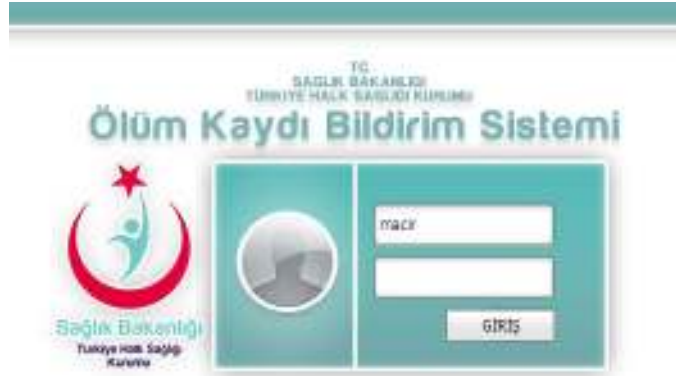 TC
SAĞLIK BAKANLIĞI
TÜRKİYE HALK SAĞLIĞI KURUMU
Ölüm Kaydı Bildirim Sistemi
macir
GİRİŞ
Sağlık Bakanlığı
Türkiye Halk Sağlığı
Kurumu